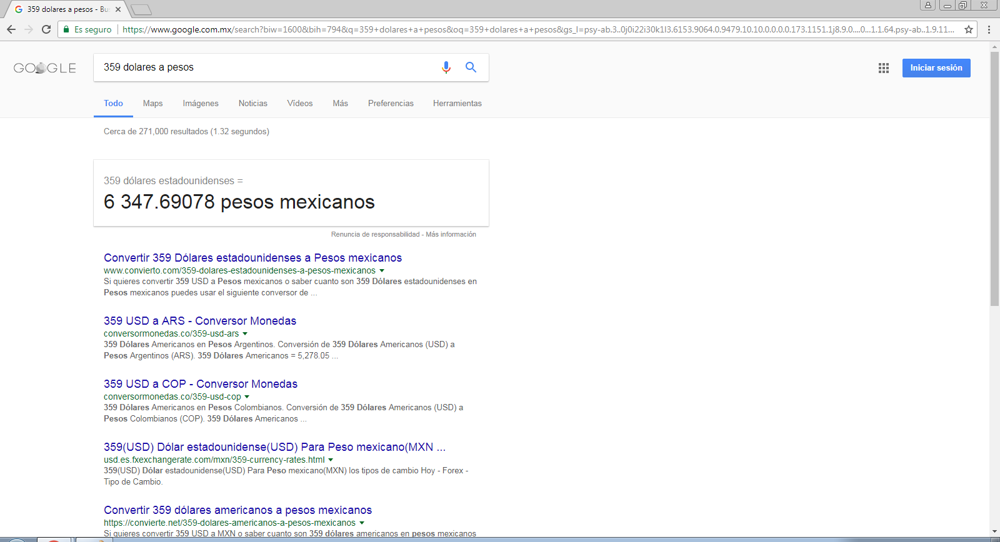 359 dolares a pesos - Bus
Es seguro
https://www.google.com.mx/search?biw=1600&bih=794&q=359+dolares+a+pesos&oq=359+dolares+a+pesos&gs_l=psy-ab.3..0j0i22i30k1l3.6153.9064.0.9479.10.10.0.0.0.0.173.1151.1j8.9.0....0...1.1.64.psy-ab..1.9.11...
GOOGLE
359 dolares a pesos
Iniciar sesión
Todo Maps Imágenes Noticias Vídeos Más Preferencias Herramientas
Cerca de 271,000 resultados (1.32 segundos)
359 dólares estadounidenses =
6 347.69078 pesos mexicanos
Renuncia de responsabilidad - Más información
Convertir 359 Dólares estadounidenses a Pesos mexicanos
www.convierto.com/359-dolares-estadounidenses-a-pesos-mexicanos
Si quieres convertir 359 USD a Pesos mexicanos o saber cuanto son 359 Dólares estadounidenses en
Pesos mexicanos puedes usar el siguiente conversor de ...
359 USD a ARS - Conversor Monedas
conversormonedas.co/359-usd-ars
359 Dólares Americanos en Pesos Argentinos. Conversión de 359 Dólares Americanos (USD) a
Pesos Argentinos (ARS). 359 Dólares Americanos = 5,278.05 ...
359 USD a COP - Conversor Monedas
conversormonedas.co/359-usd-cop
359 Dólares Americanos en Pesos Colombianos. Conversión de 359 Dólares Americanos (USD) a
Pesos Colombianos (COP). 359 Dólares Americanos ...
359(USD) Dólar estadounidense(USD) Para Peso mexicano(MXN ...
usd.es.fxexchangerate.com/mxn/359-currency-rates.html
359(USD) Dólar estadounidense(USD) Para Peso mexicano(MXN) los tipos de cambio Hoy - Forex -
Tipo de Cambio.
Convertir 359 dólares americanos a pesos mexicanos
https://convierte.net/359-dolares-americanos-a-pesos-mexicanos
Si quieres convertir 359 USD a MXN o saber cuanto son 359 dólares americanos en pesos mexicanos